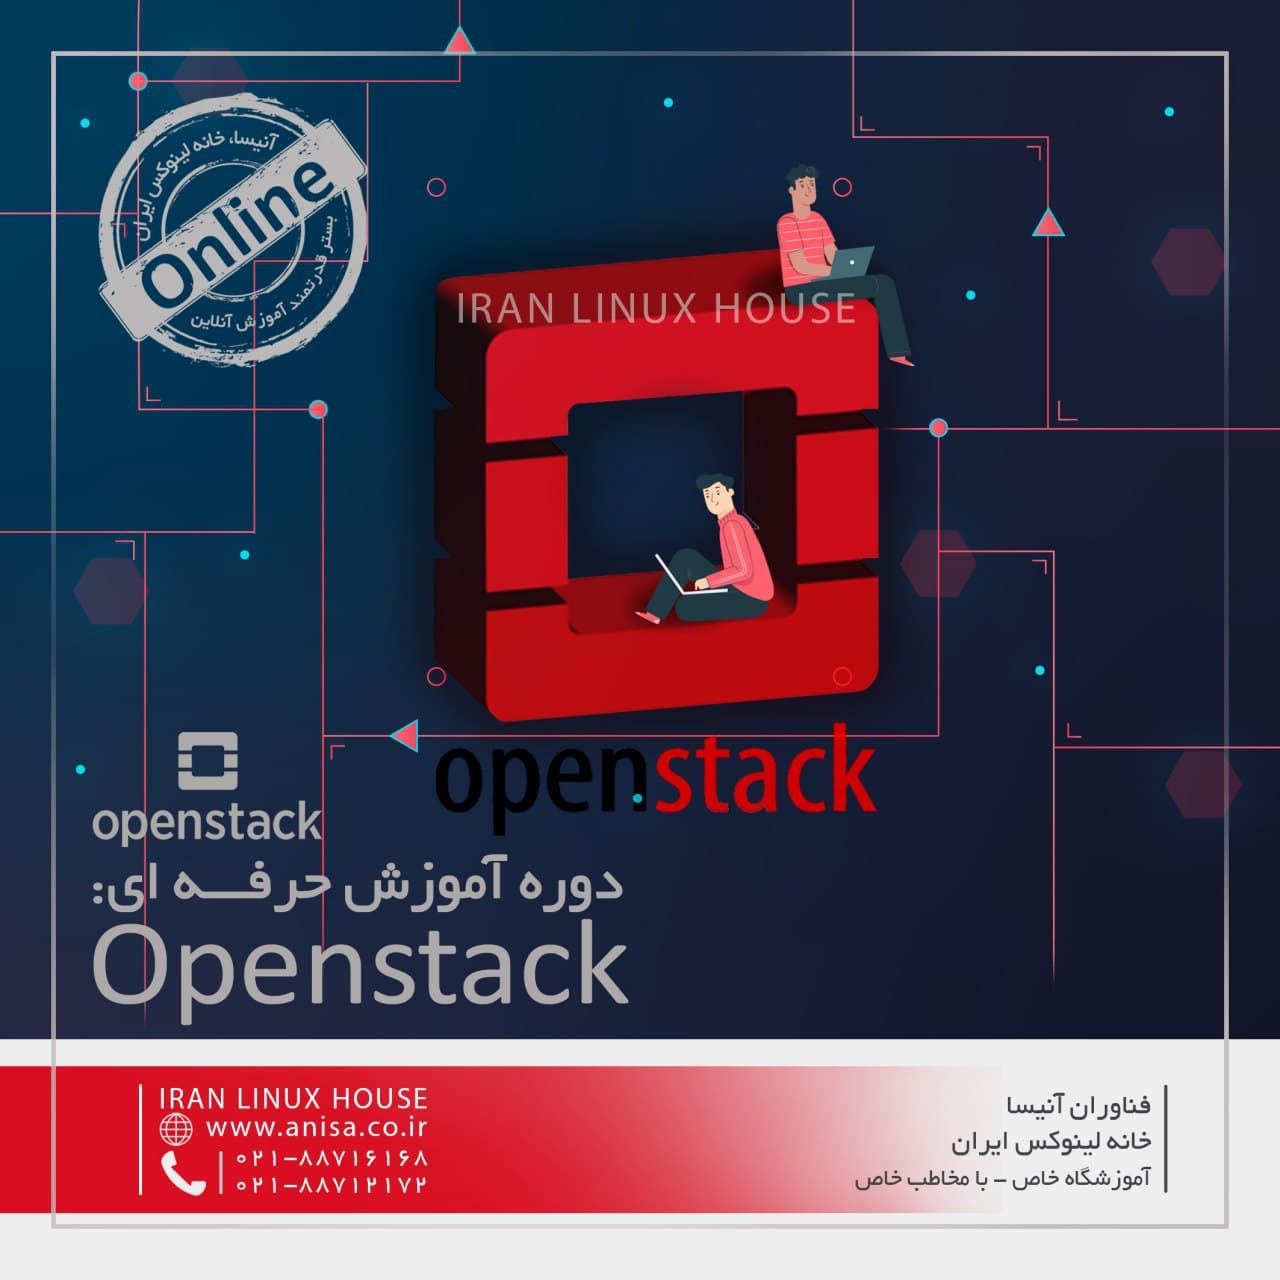 آنیسا، خانه لینوکس ایران
Online
بستر قدرتمند آموزش آنلاین
IRAN LINUX HOUSE
openstack
openstack
دوره آموزش حرفه ای:
Openstack
IRAN LINUX HOUSE
www.anisa.co.ir
۰۲۱-۸۸۷۱۶۱۶۸
۰۲۱-۸۸۷۱۲۱۷۲
فناوران آنیسا
خانه لینوکس ایران
آموزشگاه خاص - با مخاطب خاص